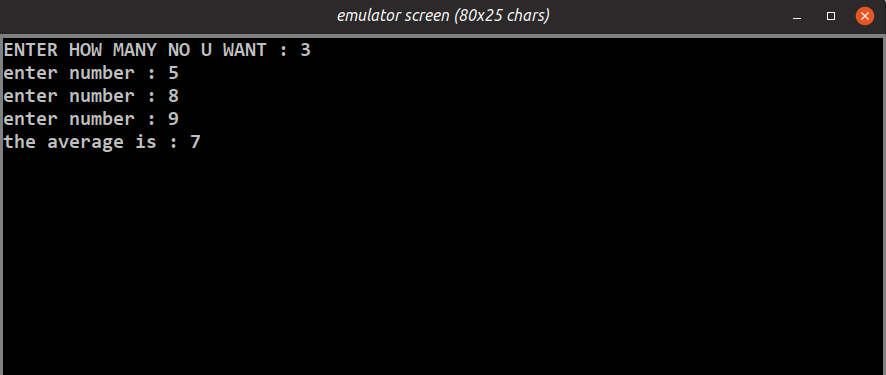 emulator screen (80x25 chars)
ENTER HOW MANY NO U WANT : 3
enter number : 5
enter number : 8
enter number : 9
the average is : 7